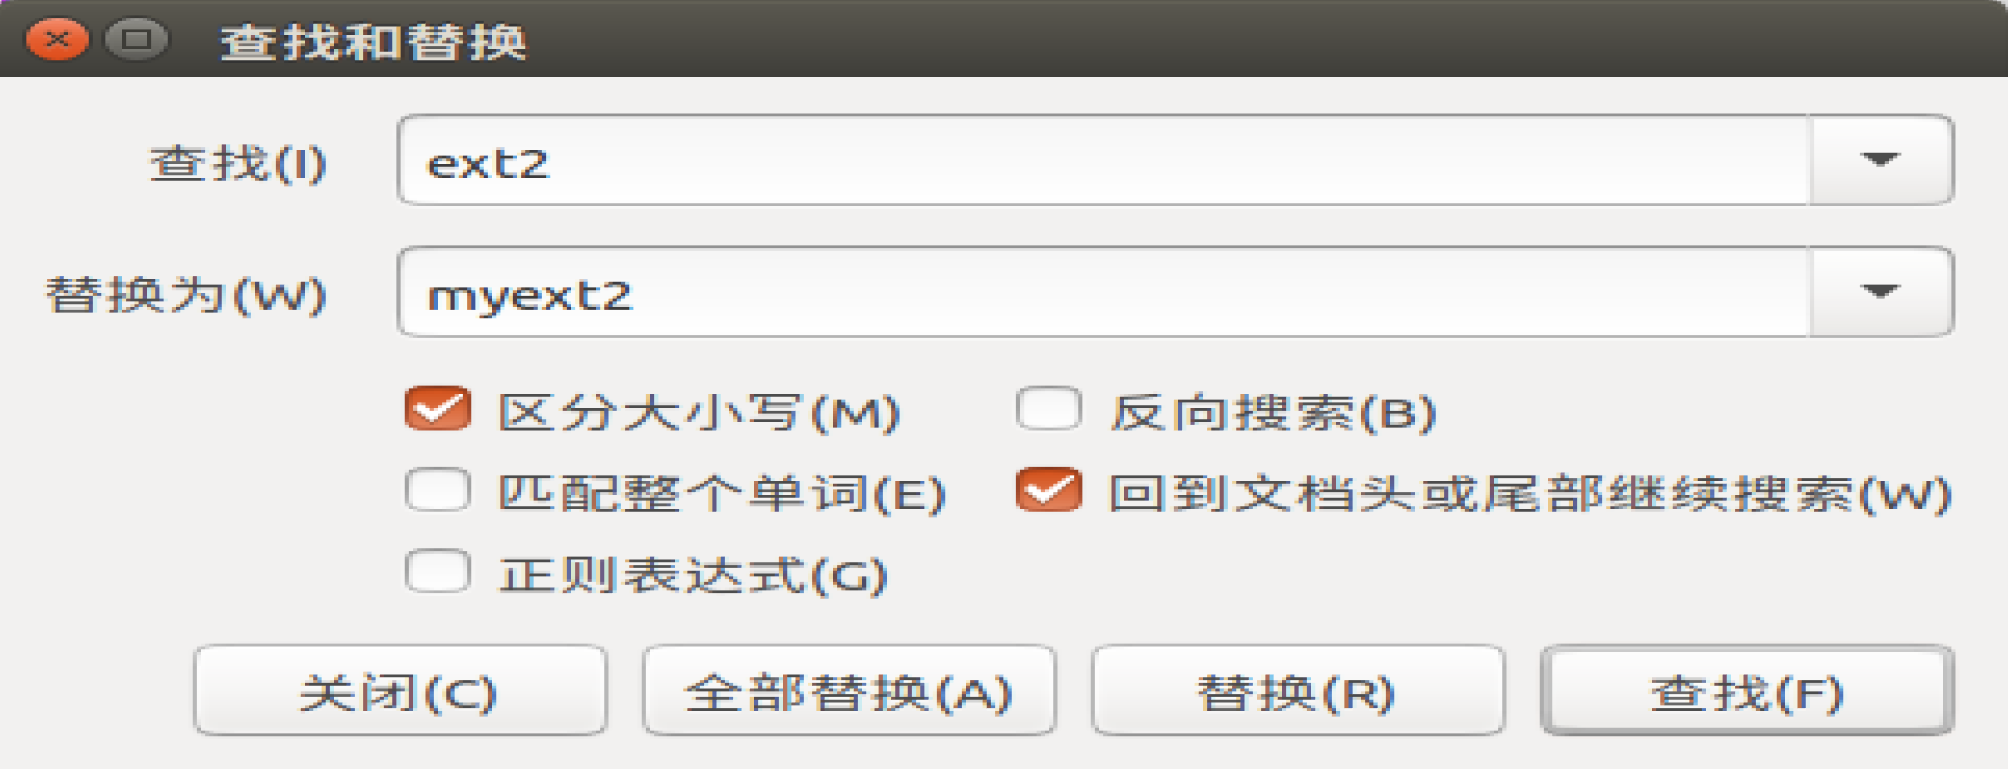 查找和替换
查找(I) ext2
替换为(W) myext2
区分大小写(M) 反向搜索(B)
匹配整个单词(E) 回到文档头或尾部继续搜索(W)
正则表达式(G)
关闭(C) 全部替换(A) 替换(R) 查找(F)